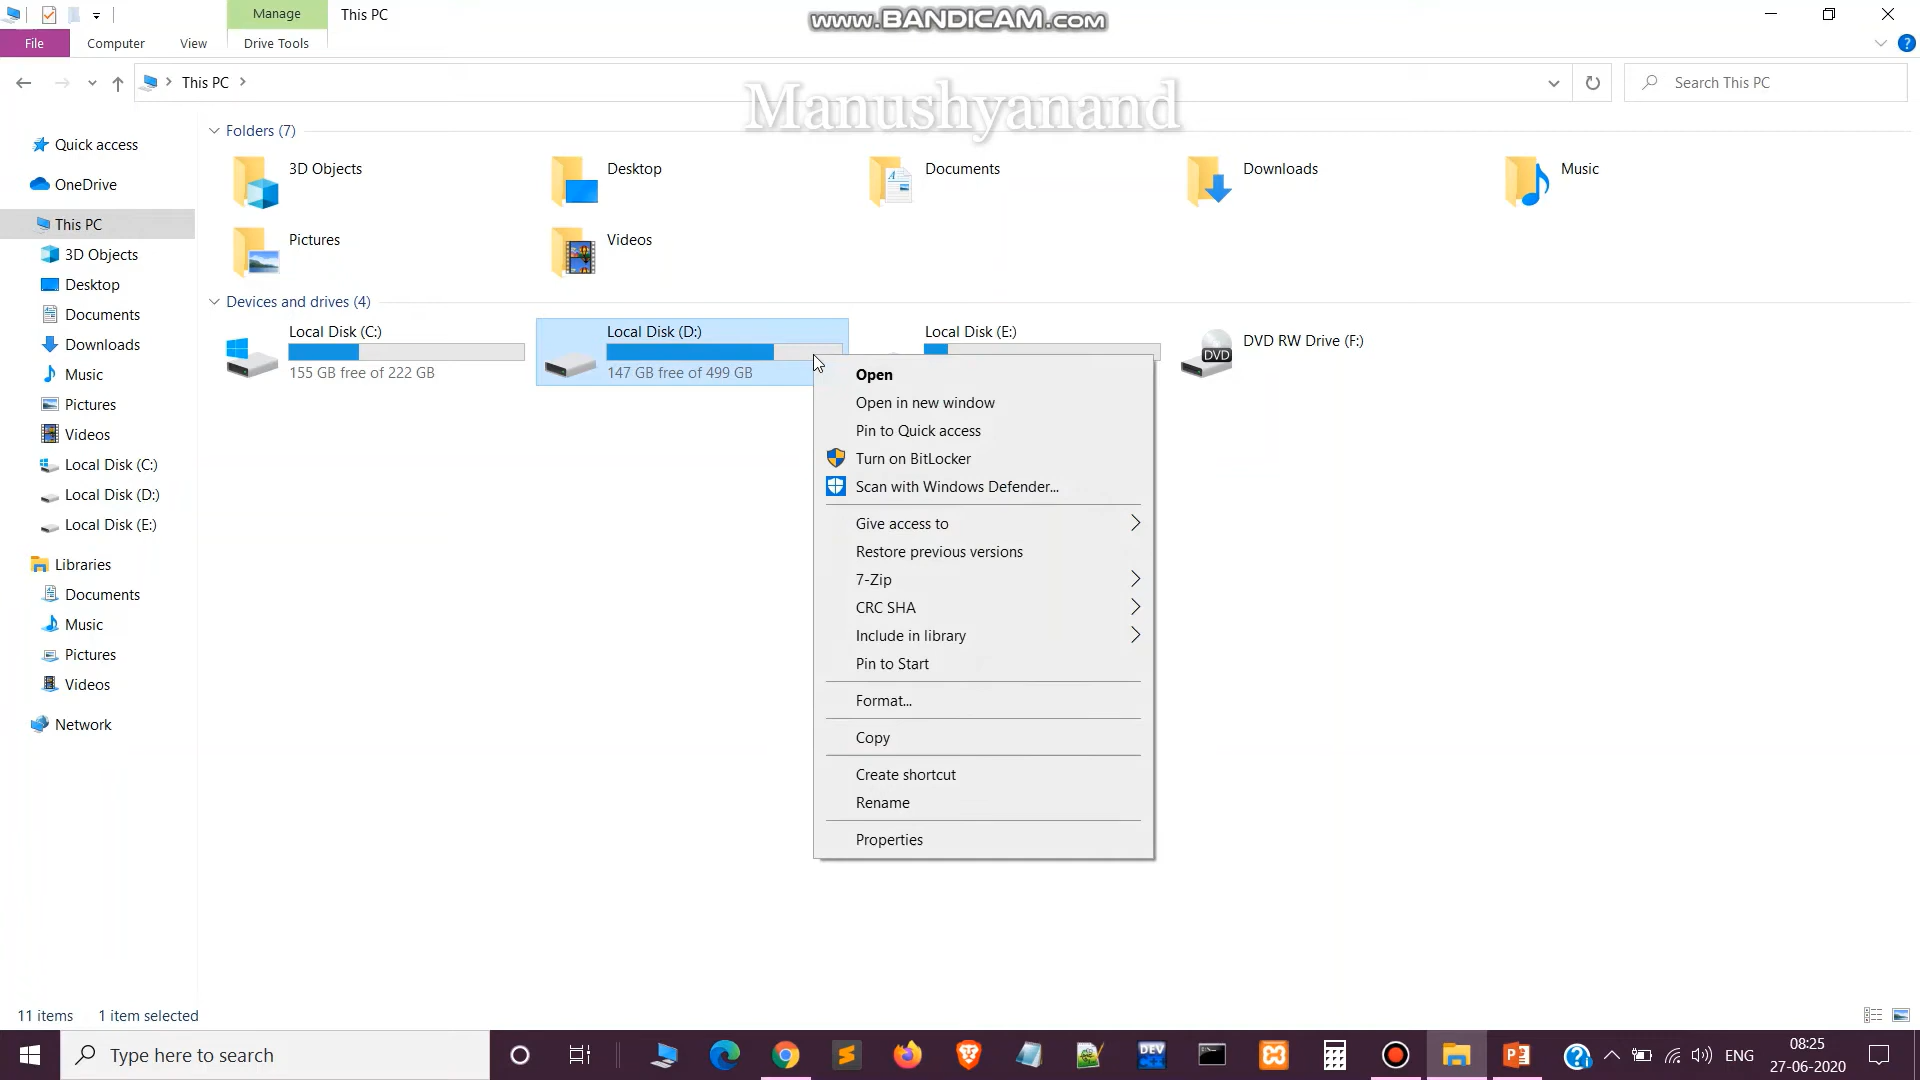 Manage
This PC
www.BANDICAM.com
File
Computer
View
Drive Tools
This PC
Search This PC
Manushyanand
Quick access
OneDrive
This PC
3D Objects
Desktop
Documents
Downloads
Music
Pictures
Videos
Local Disk (C:)
Local Disk (D:)
Local Disk (E:)
Libraries
Documents
Music
Pictures
Videos
Network
Folders (7)
3D Objects
Desktop
Documents
Downloads
Music
Pictures
Videos
Devices and drives (4)
Local Disk (C:)
155 GB free of 222 GB
Local Disk (D:)
147 GB free of 499 GB
Local Disk (E:)
DVD
DVD RW Drive (F:)
Open
Open in new window
Pin to Quick access
Turn on BitLocker
Scan with Windows Defender...
Give access to
Restore previous versions
7-Zip
CRC SHA
Include in library
Pin to Start
Format...
Copy
Create shortcut
Rename
Properties
11 items
1 item selected
Type here to search
DEV
ENG
08:25
27-06-2020